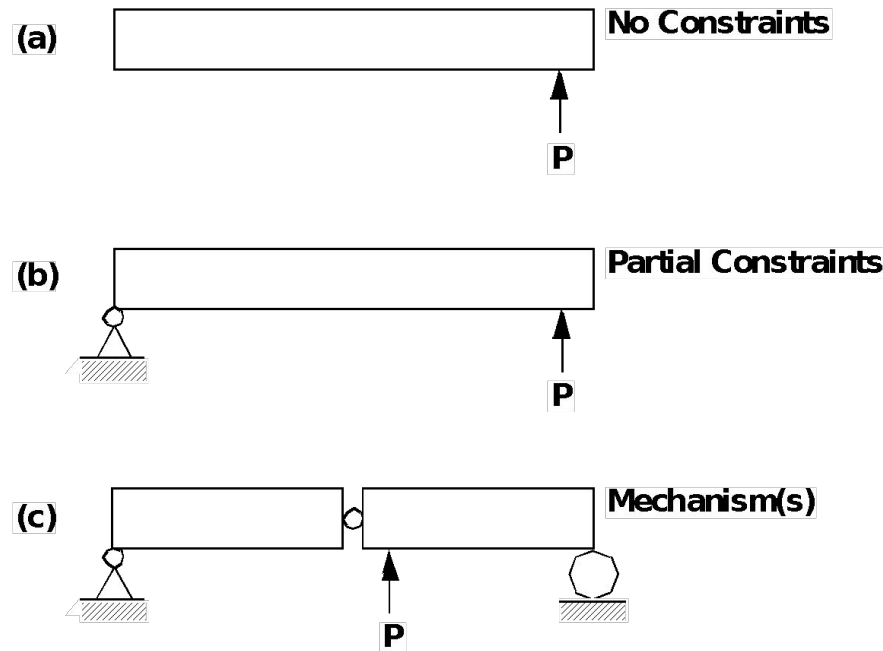 (a) No Constraints
P
(b) Partial Constraints
P
(c) Mechanism(s)
P